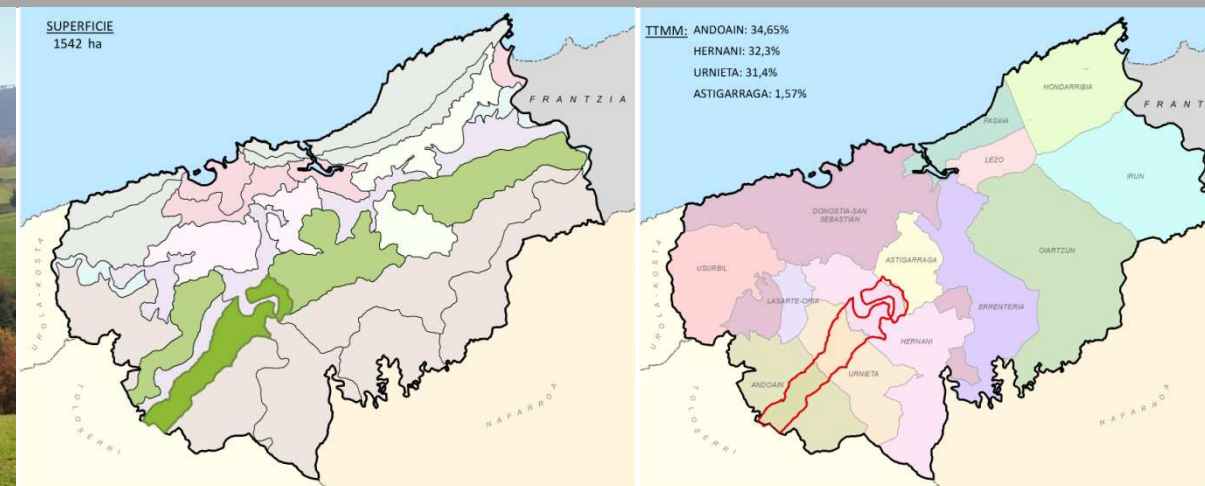 SUPERFICIE
1542 ha
FRANTZIA
UROLA-KOSTA
TOLOSERRI
NAFARROA
TTMM: ANDOAIN: 34,65%
HERNANI: 32,3%
URNIETA: 31,4%
ASTIGARRAGA: 1,57%
HONDARRIBIA
FRANT
PASAIA
LEZO
IRUN
DONOSTIA-SAN
SEBASTIÁN
OIARTZUN
ASTIGARRAGA
USURBIL
LASARTE-ORIA
ERRENTERIA
HERNANI
URNIETA
ANDOAIN
UROLA-KOSTA
TOLOSERRI
NAFARROA